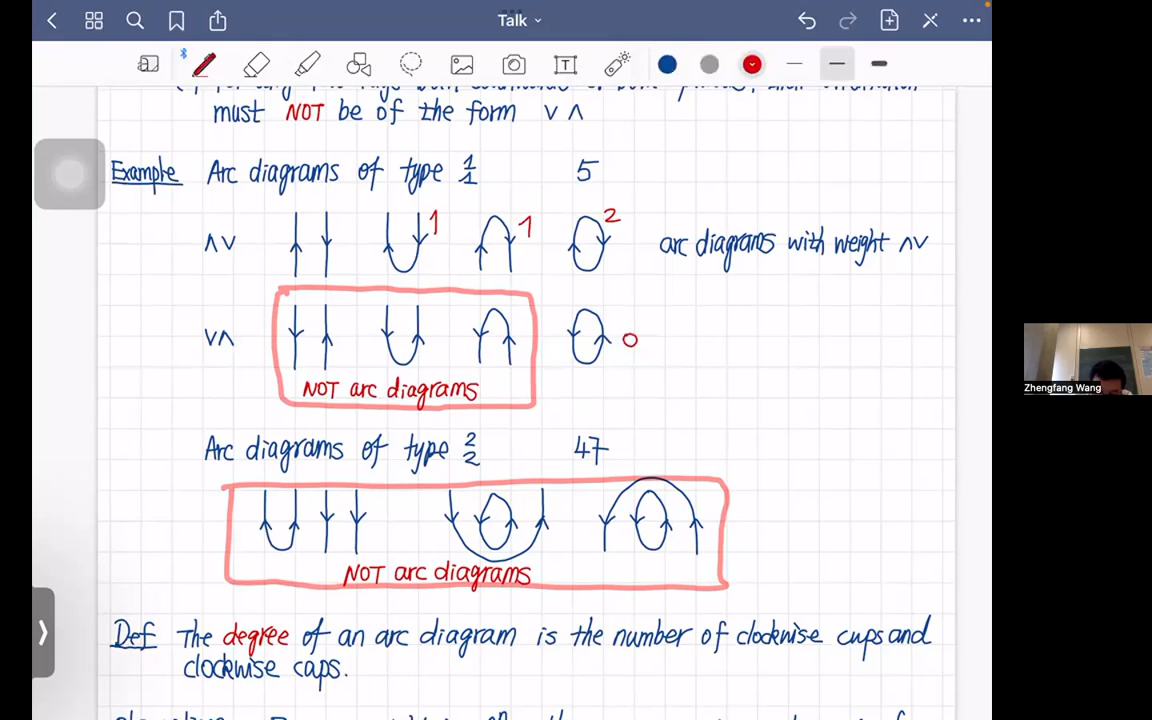 Talk
must NOT be of the form ∨ ∧
Example Arc diagrams of type 1/1 5
∧∨ 1 1 2 arc diagrams with weight ∧∨
∨∧ 0
NOT arc diagrams
Arc diagrams of type 2/2 47
NOT arc diagrams
Def The degree of an arc diagram is the number of clockwise cups and
clockwise caps.
Zhengfang Wang